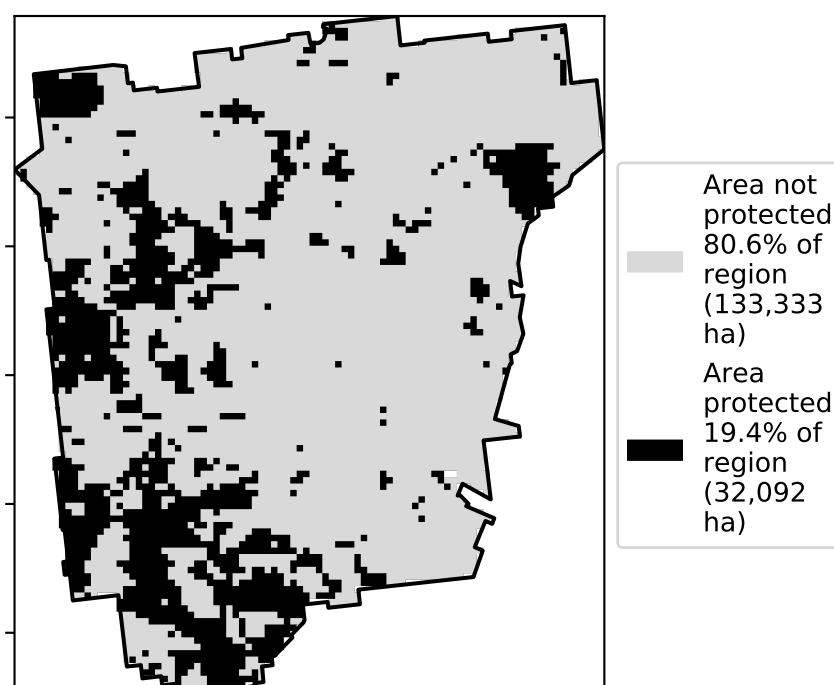 Area not
protected
80.6% of
region
(133,333
ha)
Area
protected
19.4% of
region
(32,092
ha)